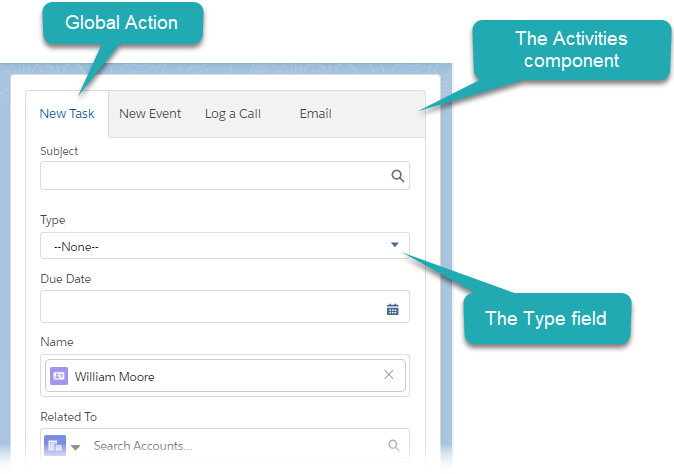 Global Action
The Activities
component
New Task
New Event
Log a Call
Email
Subject
Type
--None--
The Type field
Due Date
Name
William Moore
Related To
Search Accounts...